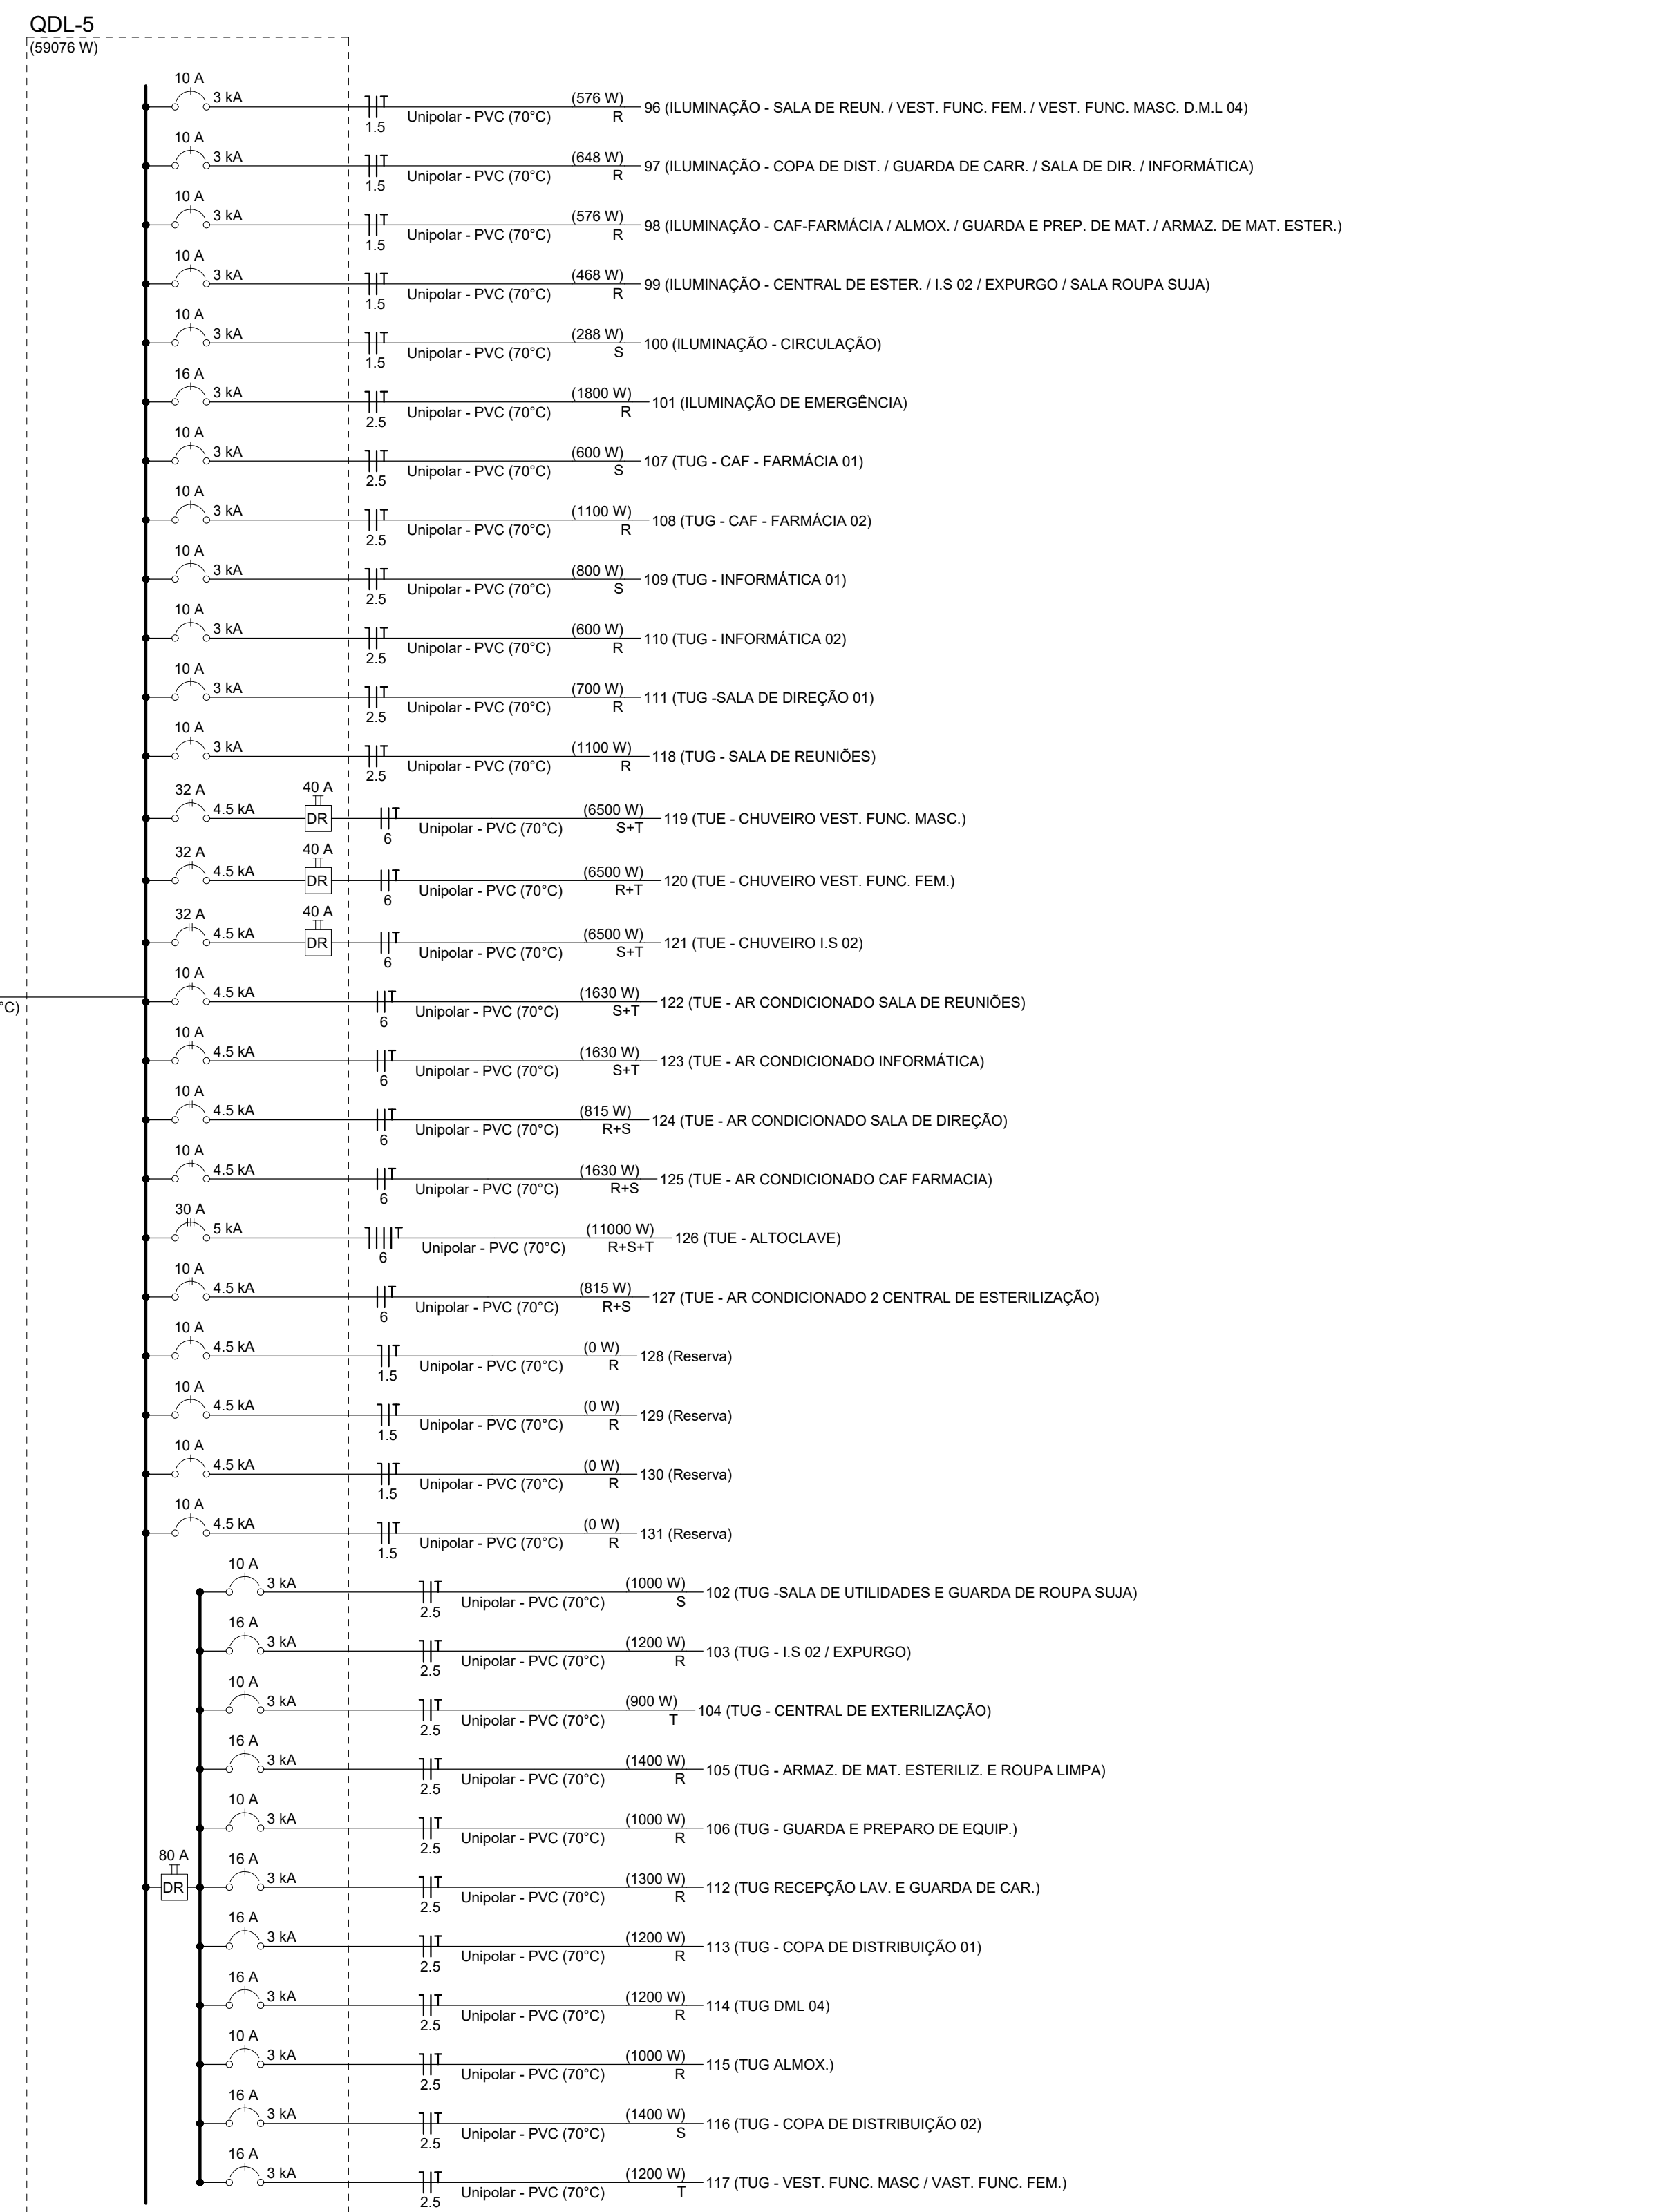 QDL-5
(59076 W)
10 A
3 kA
1.5
Unipolar - PVC (70°C)
(576 W)
R
96 (ILUMINAÇÃO - SALA DE REUN. / VEST. FUNC. FEM. / VEST. FUNC. MASC. D.M.L 04)
10 A
3 kA
1.5
Unipolar - PVC (70°C)
(648 W)
R
97 (ILUMINAÇÃO - COPA DE DIST. / GUARDA DE CARR. / SALA DE DIR. / INFORMÁTICA)
10 A
3 kA
1.5
Unipolar - PVC (70°C)
(576 W)
R
98 (ILUMINAÇÃO - CAF-FARMÁCIA / ALMOX. / GUARDA E PREP. DE MAT. / ARMAZ. DE MAT. ESTER.)
10 A
3 kA
1.5
Unipolar - PVC (70°C)
(468 W)
R
99 (ILUMINAÇÃO - CENTRAL DE ESTER. / I.S 02 / EXPURGO / SALA ROUPA SUJA)
10 A
3 kA
1.5
Unipolar - PVC (70°C)
(288 W)
S
100 (ILUMINAÇÃO - CIRCULAÇÃO)
16 A
3 kA
2.5
Unipolar - PVC (70°C)
(1800 W)
R
101 (ILUMINAÇÃO DE EMERGÊNCIA)
10 A
3 kA
2.5
Unipolar - PVC (70°C)
(600 W)
S
107 (TUG - CAF - FARMÁCIA 01)
10 A
3 kA
2.5
Unipolar - PVC (70°C)
(1100 W)
R
108 (TUG - CAF - FARMÁCIA 02)
10 A
3 kA
2.5
Unipolar - PVC (70°C)
(800 W)
S
109 (TUG - INFORMÁTICA 01)
10 A
3 kA
2.5
Unipolar - PVC (70°C)
(600 W)
R
110 (TUG - INFORMÁTICA 02)
10 A
3 kA
2.5
Unipolar - PVC (70°C)
(700 W)
R
111 (TUG -SALA DE DIREÇÃO 01)
10 A
3 kA
2.5
Unipolar - PVC (70°C)
(1100 W)
R
118 (TUG - SALA DE REUNIÕES)
32 A
4.5 kA
40 A
DR
6
Unipolar - PVC (70°C)
(6500 W)
S+T
119 (TUE - CHUVEIRO VEST. FUNC. MASC.)
32 A
4.5 kA
40 A
DR
6
Unipolar - PVC (70°C)
(6500 W)
R+T
120 (TUE - CHUVEIRO VEST. FUNC. FEM.)
32 A
4.5 kA
40 A
DR
6
Unipolar - PVC (70°C)
(6500 W)
S+T
121 (TUE - CHUVEIRO I.S 02)
°C)
10 A
4.5 kA
6
Unipolar - PVC (70°C)
(1630 W)
S+T
122 (TUE - AR CONDICIONADO SALA DE REUNIÕES)
10 A
4.5 kA
6
Unipolar - PVC (70°C)
(1630 W)
S+T
123 (TUE - AR CONDICIONADO INFORMÁTICA)
10 A
4.5 kA
6
Unipolar - PVC (70°C)
(815 W)
R+S
124 (TUE - AR CONDICIONADO SALA DE DIREÇÃO)
10 A
4.5 kA
6
Unipolar - PVC (70°C)
(1630 W)
R+S
125 (TUE - AR CONDICIONADO CAF FARMACIA)
30 A
5 kA
6
Unipolar - PVC (70°C)
(11000 W)
R+S+T
126 (TUE - ALTOCLAVE)
10 A
4.5 kA
6
Unipolar - PVC (70°C)
(815 W)
R+S
127 (TUE - AR CONDICIONADO 2 CENTRAL DE ESTERILIZAÇÃO)
10 A
4.5 kA
1.5
Unipolar - PVC (70°C)
(0 W)
R
128 (Reserva)
10 A
4.5 kA
1.5
Unipolar - PVC (70°C)
(0 W)
R
129 (Reserva)
10 A
4.5 kA
1.5
Unipolar - PVC (70°C)
(0 W)
R
130 (Reserva)
10 A
4.5 kA
1.5
Unipolar - PVC (70°C)
(0 W)
R
131 (Reserva)
10 A
3 kA
2.5
Unipolar - PVC (70°C)
(1000 W)
S
102 (TUG -SALA DE UTILIDADES E GUARDA DE ROUPA SUJA)
16 A
3 kA
2.5
Unipolar - PVC (70°C)
(1200 W)
R
103 (TUG - I.S 02 / EXPURGO)
10 A
3 kA
2.5
Unipolar - PVC (70°C)
(900 W)
T
104 (TUG - CENTRAL DE EXTERILIZAÇÃO)
16 A
3 kA
2.5
Unipolar - PVC (70°C)
(1400 W)
R
105 (TUG - ARMAZ. DE MAT. ESTERILIZ. E ROUPA LIMPA)
10 A
3 kA
2.5
Unipolar - PVC (70°C)
(1000 W)
R
106 (TUG - GUARDA E PREPARO DE EQUIP.)
80 A
DR
16 A
3 kA
2.5
Unipolar - PVC (70°C)
(1300 W)
R
112 (TUG RECEPÇÃO LAV. E GUARDA DE CAR.)
16 A
3 kA
2.5
Unipolar - PVC (70°C)
(1200 W)
R
113 (TUG - COPA DE DISTRIBUIÇÃO 01)
16 A
3 kA
2.5
Unipolar - PVC (70°C)
(1200 W)
R
114 (TUG DML 04)
10 A
3 kA
2.5
Unipolar - PVC (70°C)
(1000 W)
R
115 (TUG ALMOX.)
16 A
3 kA
2.5
Unipolar - PVC (70°C)
(1400 W)
S
116 (TUG - COPA DE DISTRIBUIÇÃO 02)
16 A
3 kA
2.5
Unipolar - PVC (70°C)
(1200 W)
T
117 (TUG - VEST. FUNC. MASC / VAST. FUNC. FEM.)